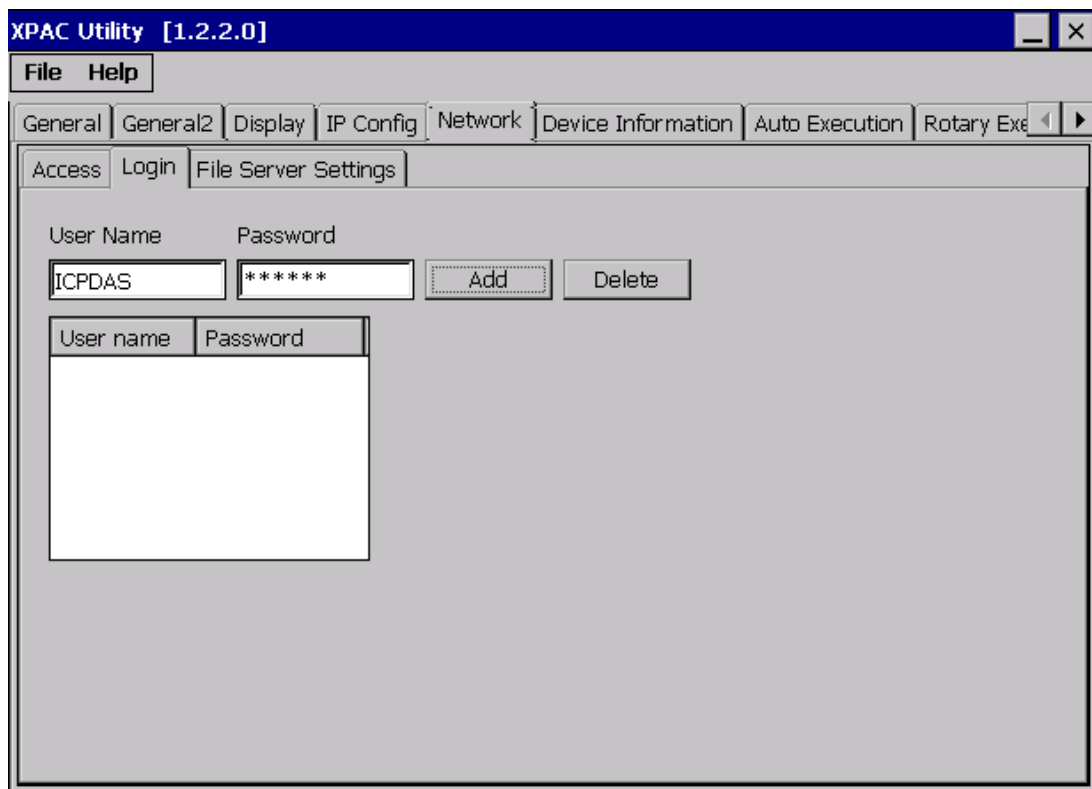 XPAC Utility [1.2.2.0]
File Help
General General2 Display IP Config Network Device Information Auto Execution Rotary Exe
Access Login File Server Settings
User Name Password
ICPDAS ****** Add Delete
User name Password